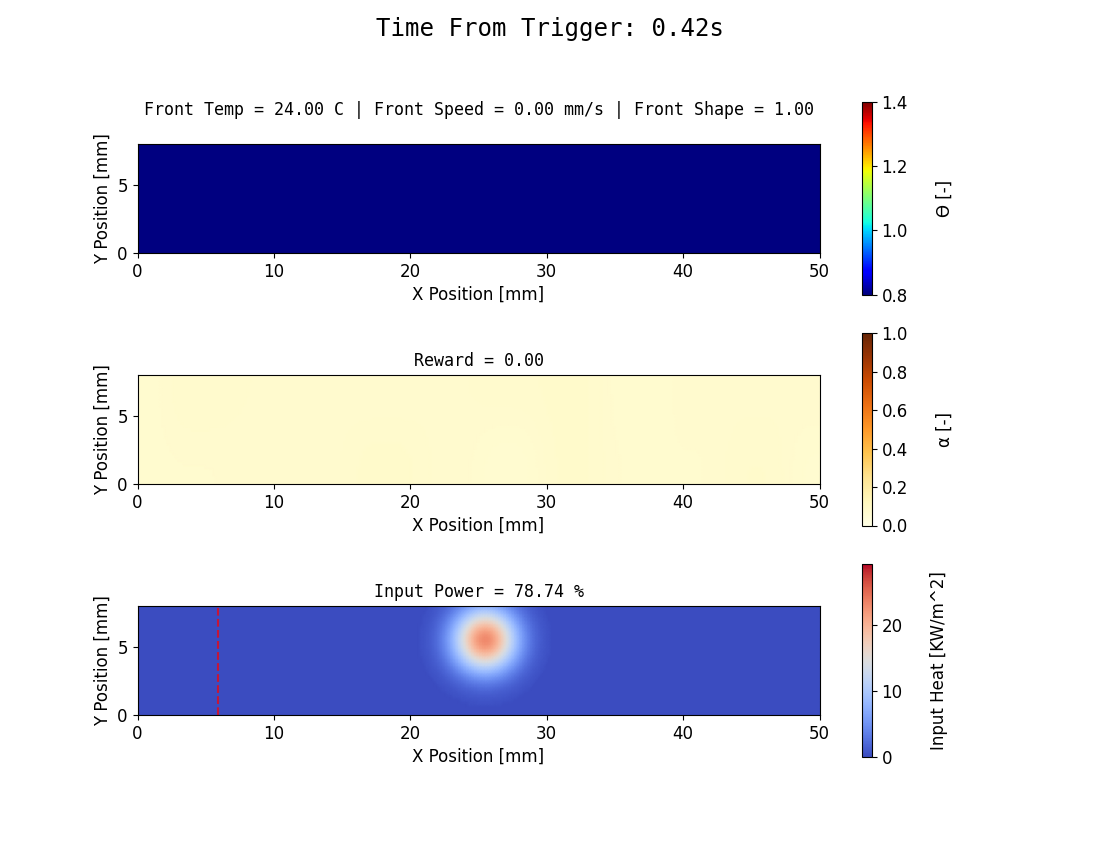 Time From Trigger: 0.42s
Front Temp = 24.00 C | Front Speed = 0.00 mm/s | Front Shape = 1.00
Y Position [mm]
5
0
0 10 20 30 40 50
X Position [mm]
1.4
1.2
1.0
0.8
Θ [-]
Reward = 0.00
Y Position [mm]
5
0
0 10 20 30 40 50
X Position [mm]
1.0
0.8
0.6
0.4
0.2
0.0
α [-]
Input Power = 78.74 %
Y Position [mm]
5
0
0 10 20 30 40 50
X Position [mm]
20
10
0
Input Heat [KW/m^2]